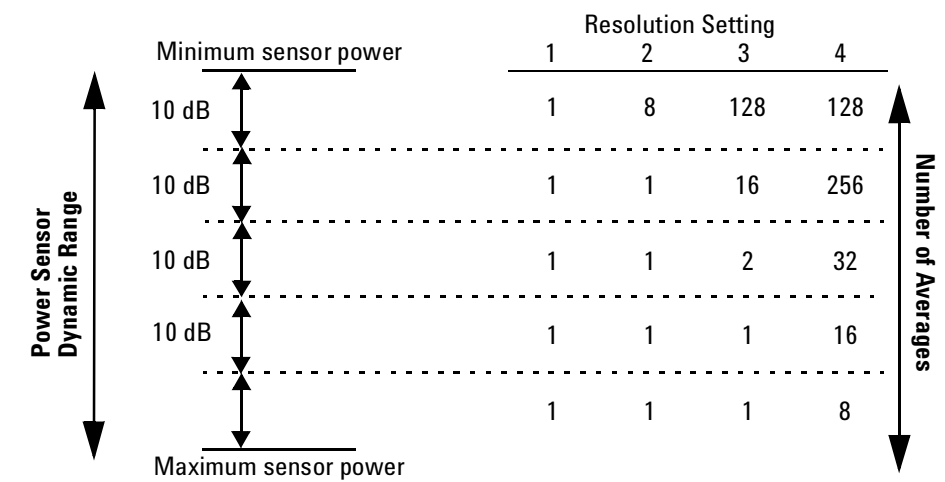 Resolution Setting
Minimum sensor power 1 2 3 4
10 dB 1 8 128 128
10 dB 1 1 16 256
10 dB 1 1 2 32
10 dB 1 1 1 16
1 1 1 8
Maximum sensor power
Power Sensor
Dynamic Range
Number of Averages